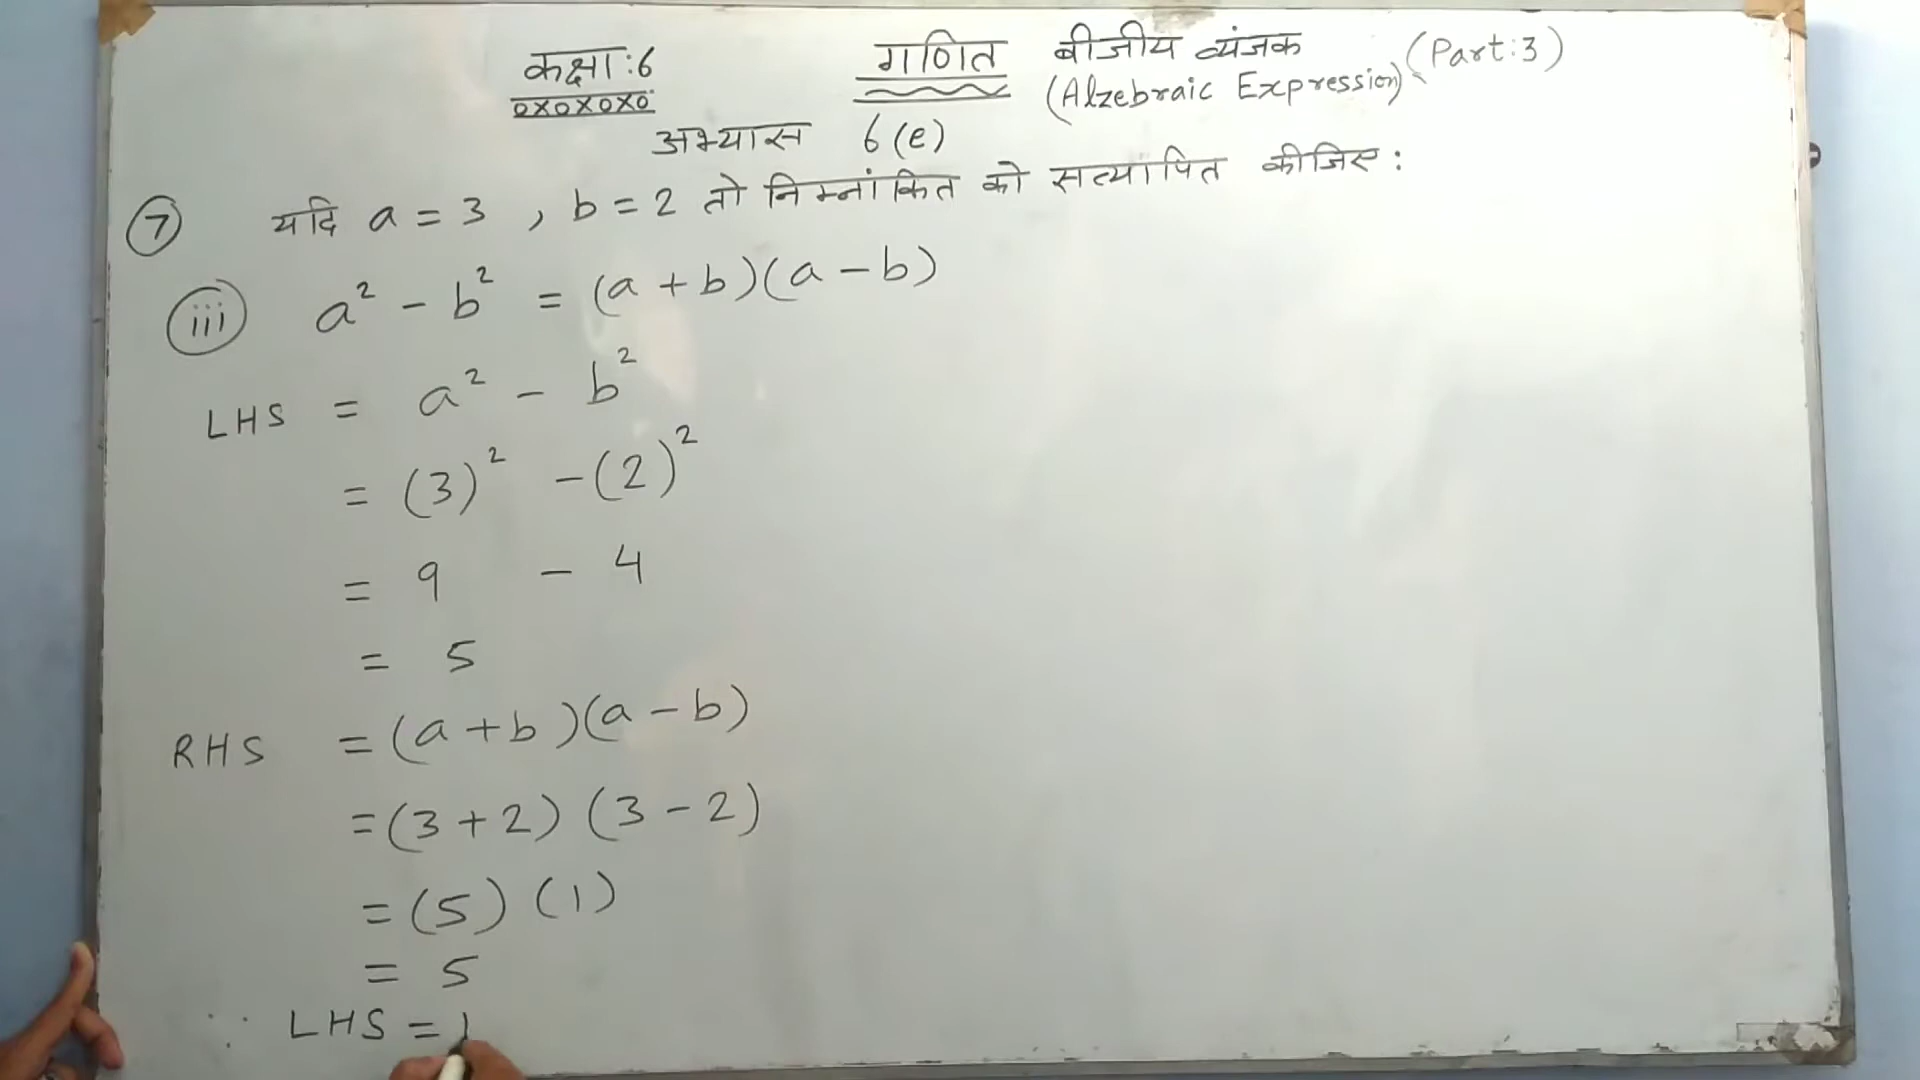 कक्षा:6 गणित बीजीय व्यंजक (Part:3)
0X0X0X0 (Alzebraic Expression)
अभ्यास 6(e)
7 यदि a = 3 , b = 2 तो निम्नांकित को सत्यापित कीजिए:
iii a² - b² = (a + b)(a - b)
LHS = a² - b²
= (3)² - (2)²
= 9 - 4
= 5
RHS = (a + b)(a - b)
= (3 + 2) (3 - 2)
= (5) (1)
= 5
∴ LHS =